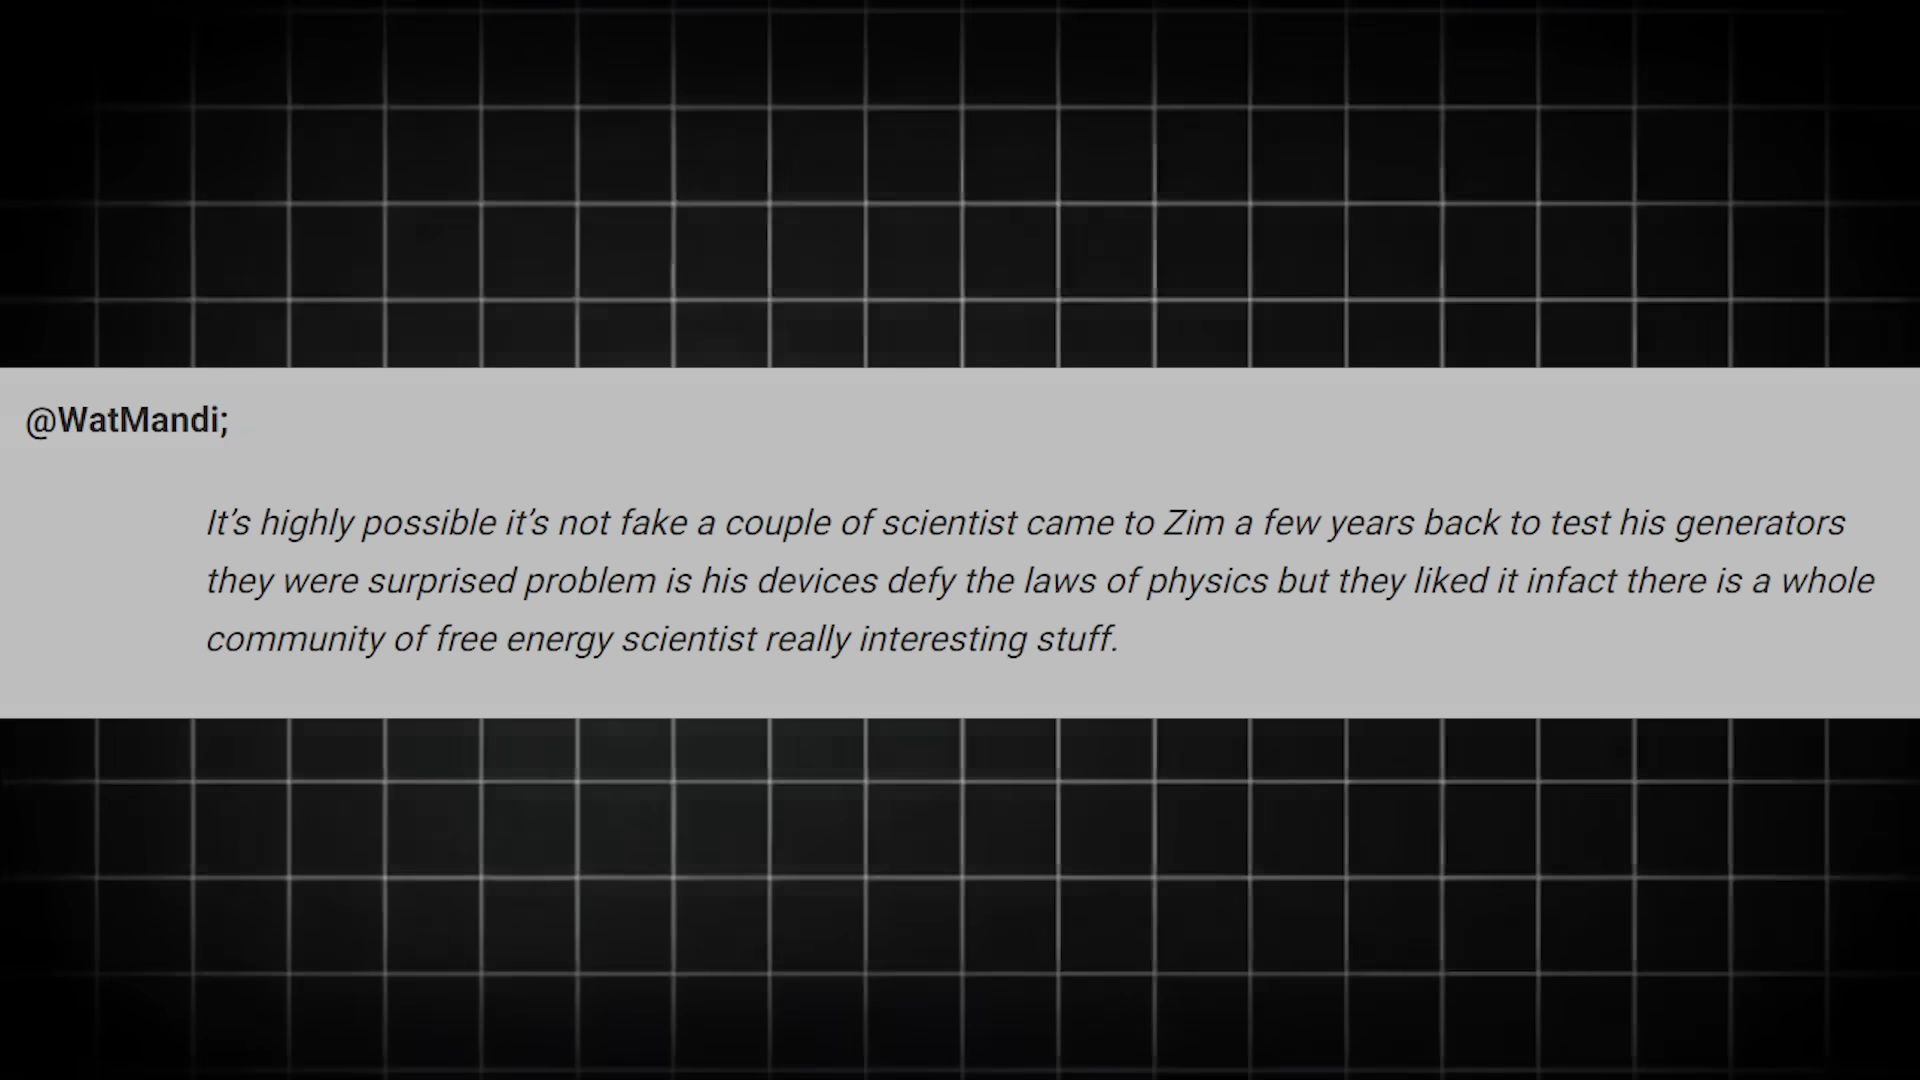 @WatMandi;
It’s highly possible it’s not fake a couple of scientist came to Zim a few years back to test his generators
they were surprised problem is his devices defy the laws of physics but they liked it infact there is a whole
community of free energy scientist really interesting stuff.